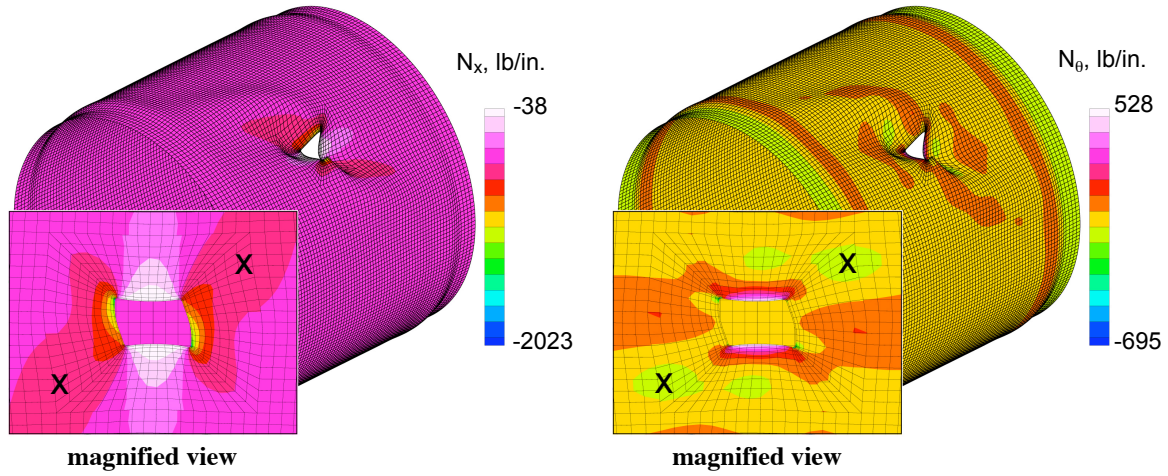 Nx, lb/in.
-38
-2023
X
X
magnified view
Nθ, lb/in.
528
-695
X
X
magnified view